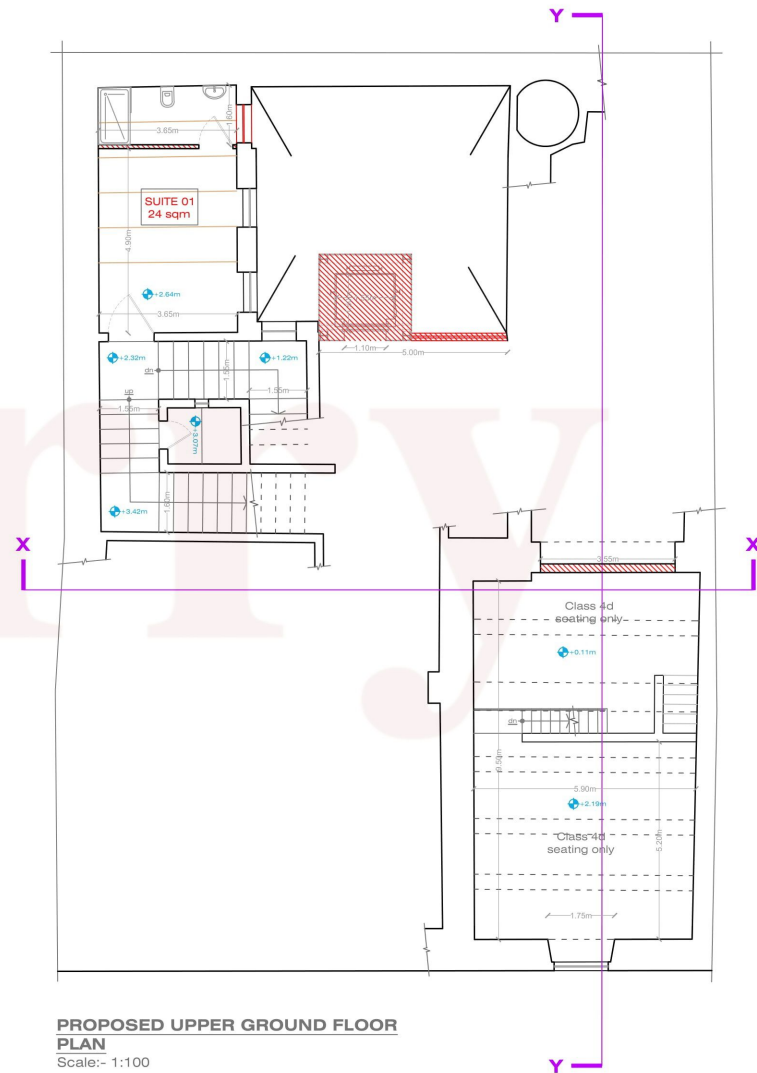 Y
1.60m
3.65m
SUITE 01
24 sqm
4.90m
+2.64m
3.65m
1.10m
5.00m
+2.32m
+1.22m
dn
1.55m
1.55m
1.55m
+3.07m
1.60m
+3.42m
X
X
3.55m
Class 4d
seating only
+0.11m
dn
9.50m
5.90m
+2.19m
5.20m
Class 4d
seating only
1.75m
rry
PROPOSED UPPER GROUND FLOOR
PLAN
Scale:- 1:100
Y